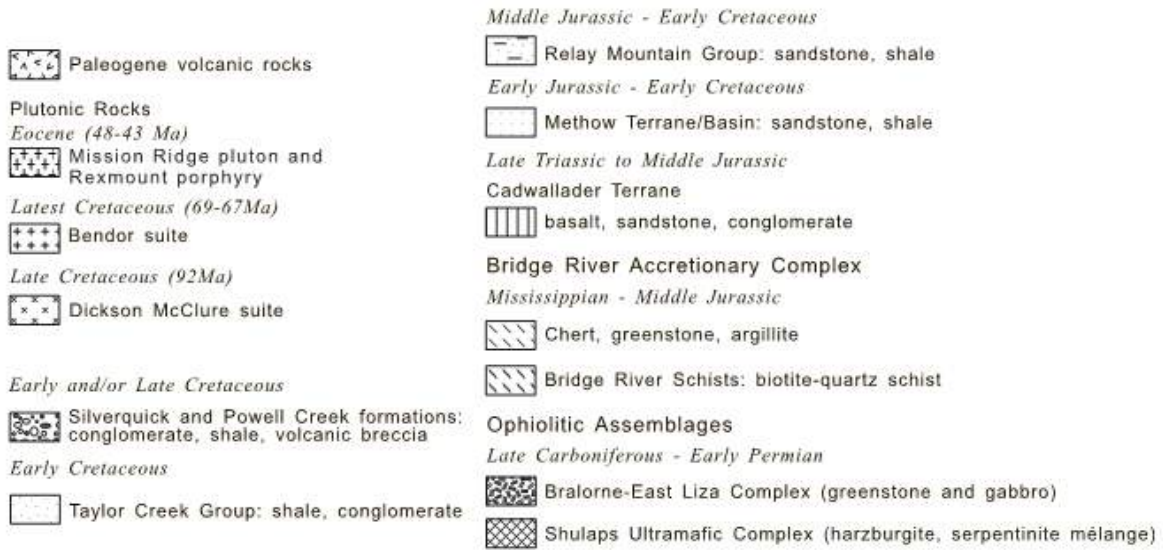 Paleogene volcanic rocks
Plutonic Rocks
Eocene (48-43 Ma)
Mission Ridge pluton and
Rexmount porphyry
Latest Cretaceous (69-67Ma)
Bendor suite
Late Cretaceous (92Ma)
Dickson McClure suite
Early and/or Late Cretaceous
Silverquick and Powell Creek formations:
conglomerate, shale, volcanic breccia
Early Cretaceous
Taylor Creek Group: shale, conglomerate
Middle Jurassic - Early Cretaceous
Relay Mountain Group: sandstone, shale
Early Jurassic - Early Cretaceous
Methow Terrane/Basin: sandstone, shale
Late Triassic to Middle Jurassic
Cadwallader Terrane
basalt, sandstone, conglomerate
Bridge River Accretionary Complex
Mississippian - Middle Jurassic
Chert, greenstone, argillite
Bridge River Schists: biotite-quartz schist
Ophiolitic Assemblages
Late Carboniferous - Early Permian
Bralorne-East Liza Complex (greenstone and gabbro)
Shulaps Ultramafic Complex (harzburgite, serpentinite mélange)